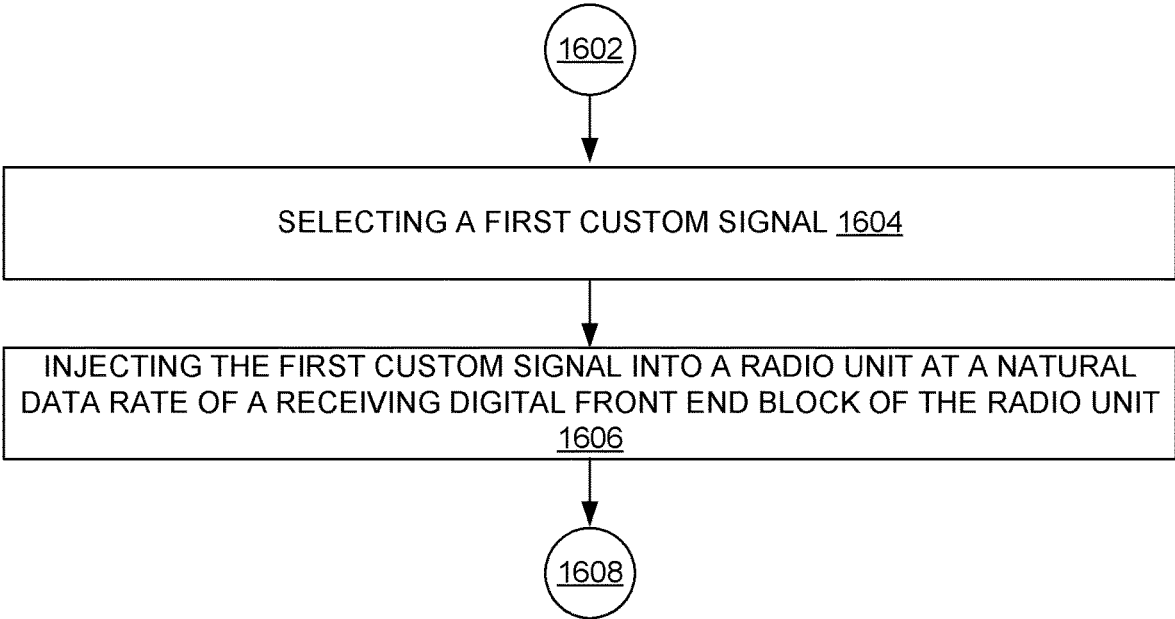 1602
SELECTING A FIRST CUSTOM SIGNAL 1604
INJECTING THE FIRST CUSTOM SIGNAL INTO A RADIO UNIT AT A NATURAL
DATA RATE OF A RECEIVING DIGITAL FRONT END BLOCK OF THE RADIO UNIT
1606
1608